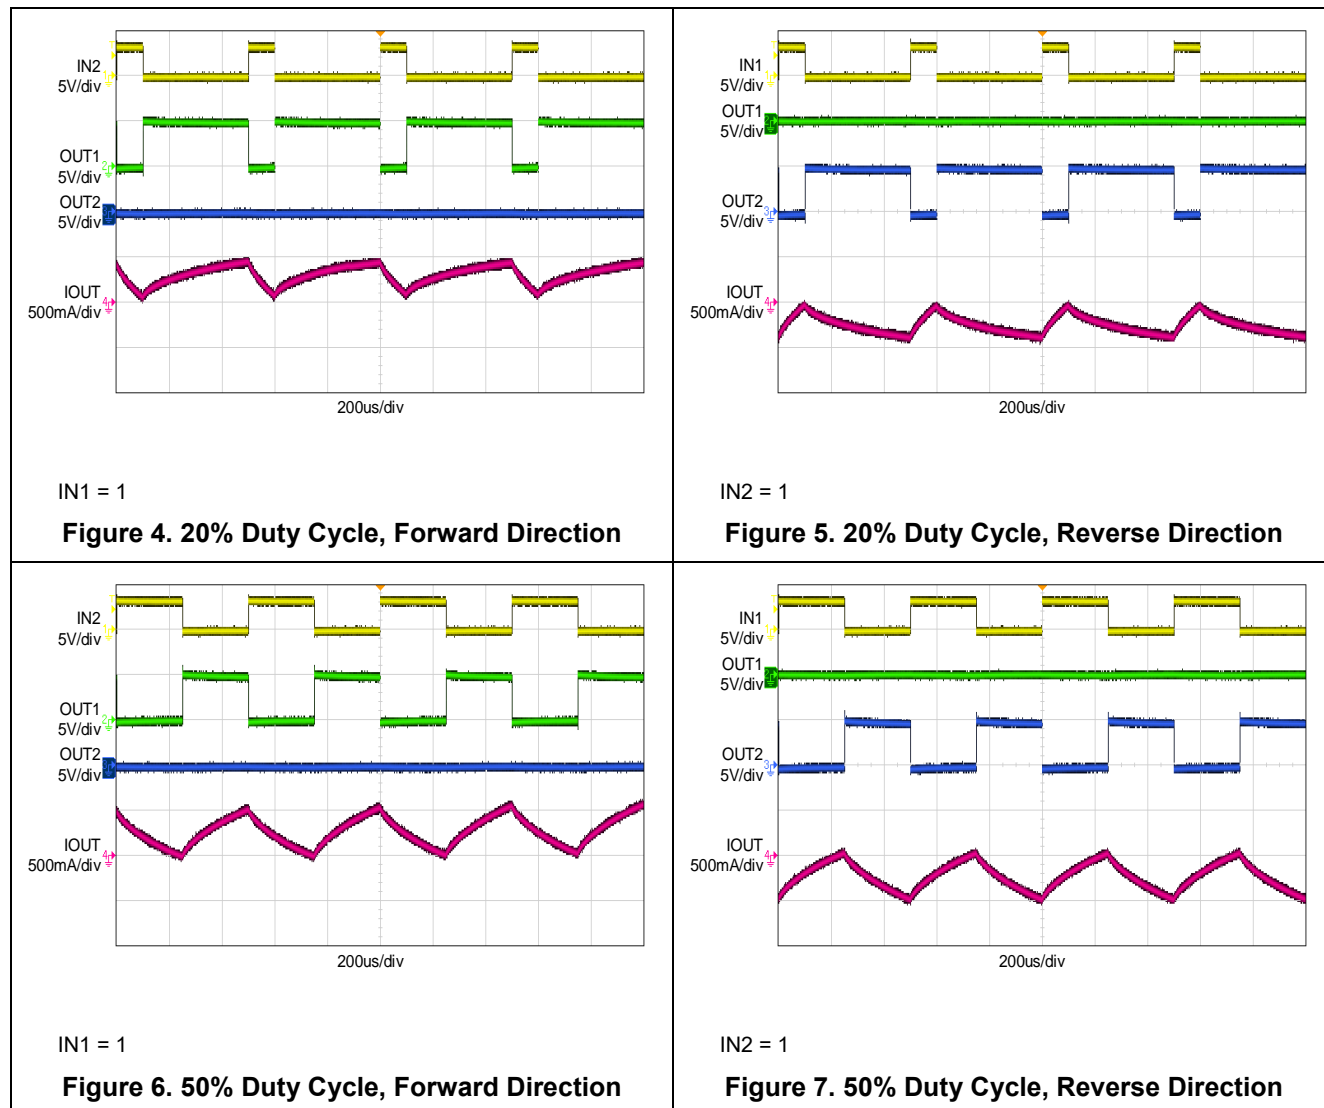 IN2
5V/div
OUT1
5V/div
OUT2
5V/div
IOUT
500mA/div
200us/div
IN1 = 1
Figure 4. 20% Duty Cycle, Forward Direction
IN1
5V/div
OUT1
5V/div
OUT2
5V/div
IOUT
500mA/div
200us/div
IN2 = 1
Figure 5. 20% Duty Cycle, Reverse Direction
IN2
5V/div
OUT1
5V/div
OUT2
5V/div
IOUT
500mA/div
200us/div
IN1 = 1
Figure 6. 50% Duty Cycle, Forward Direction
IN1
5V/div
OUT1
5V/div
OUT2
5V/div
IOUT
500mA/div
200us/div
IN2 = 1
Figure 7. 50% Duty Cycle, Reverse Direction